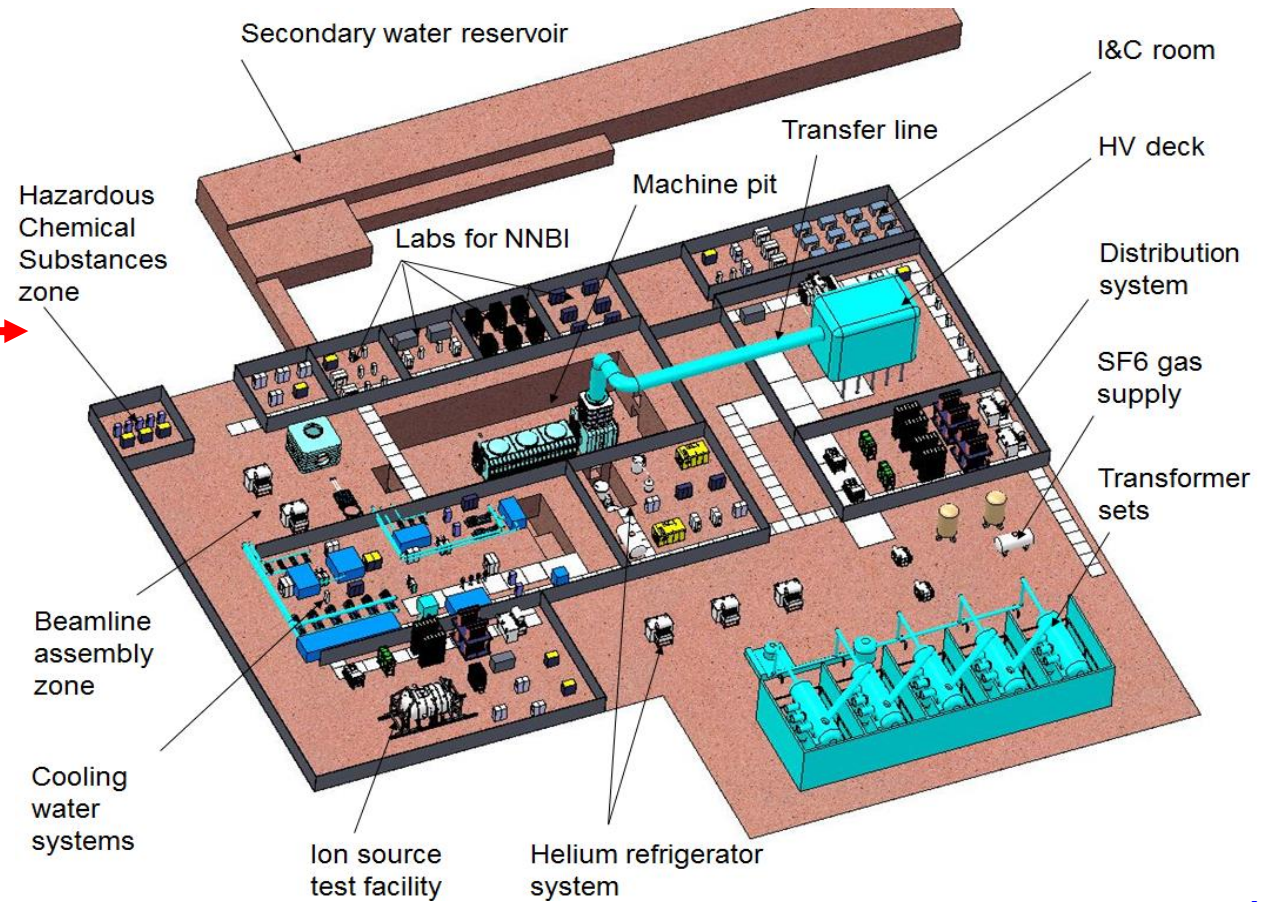 Secondary water reservoir
I&C room
Transfer line
HV deck
Machine pit
Hazardous
Chemical
Substances
zone
Labs for NNBI
Distribution
system
SF6 gas
supply
Transformer
sets
Beamline
assembly
zone
Cooling
water
systems
Ion source
test facility
Helium refrigerator
system